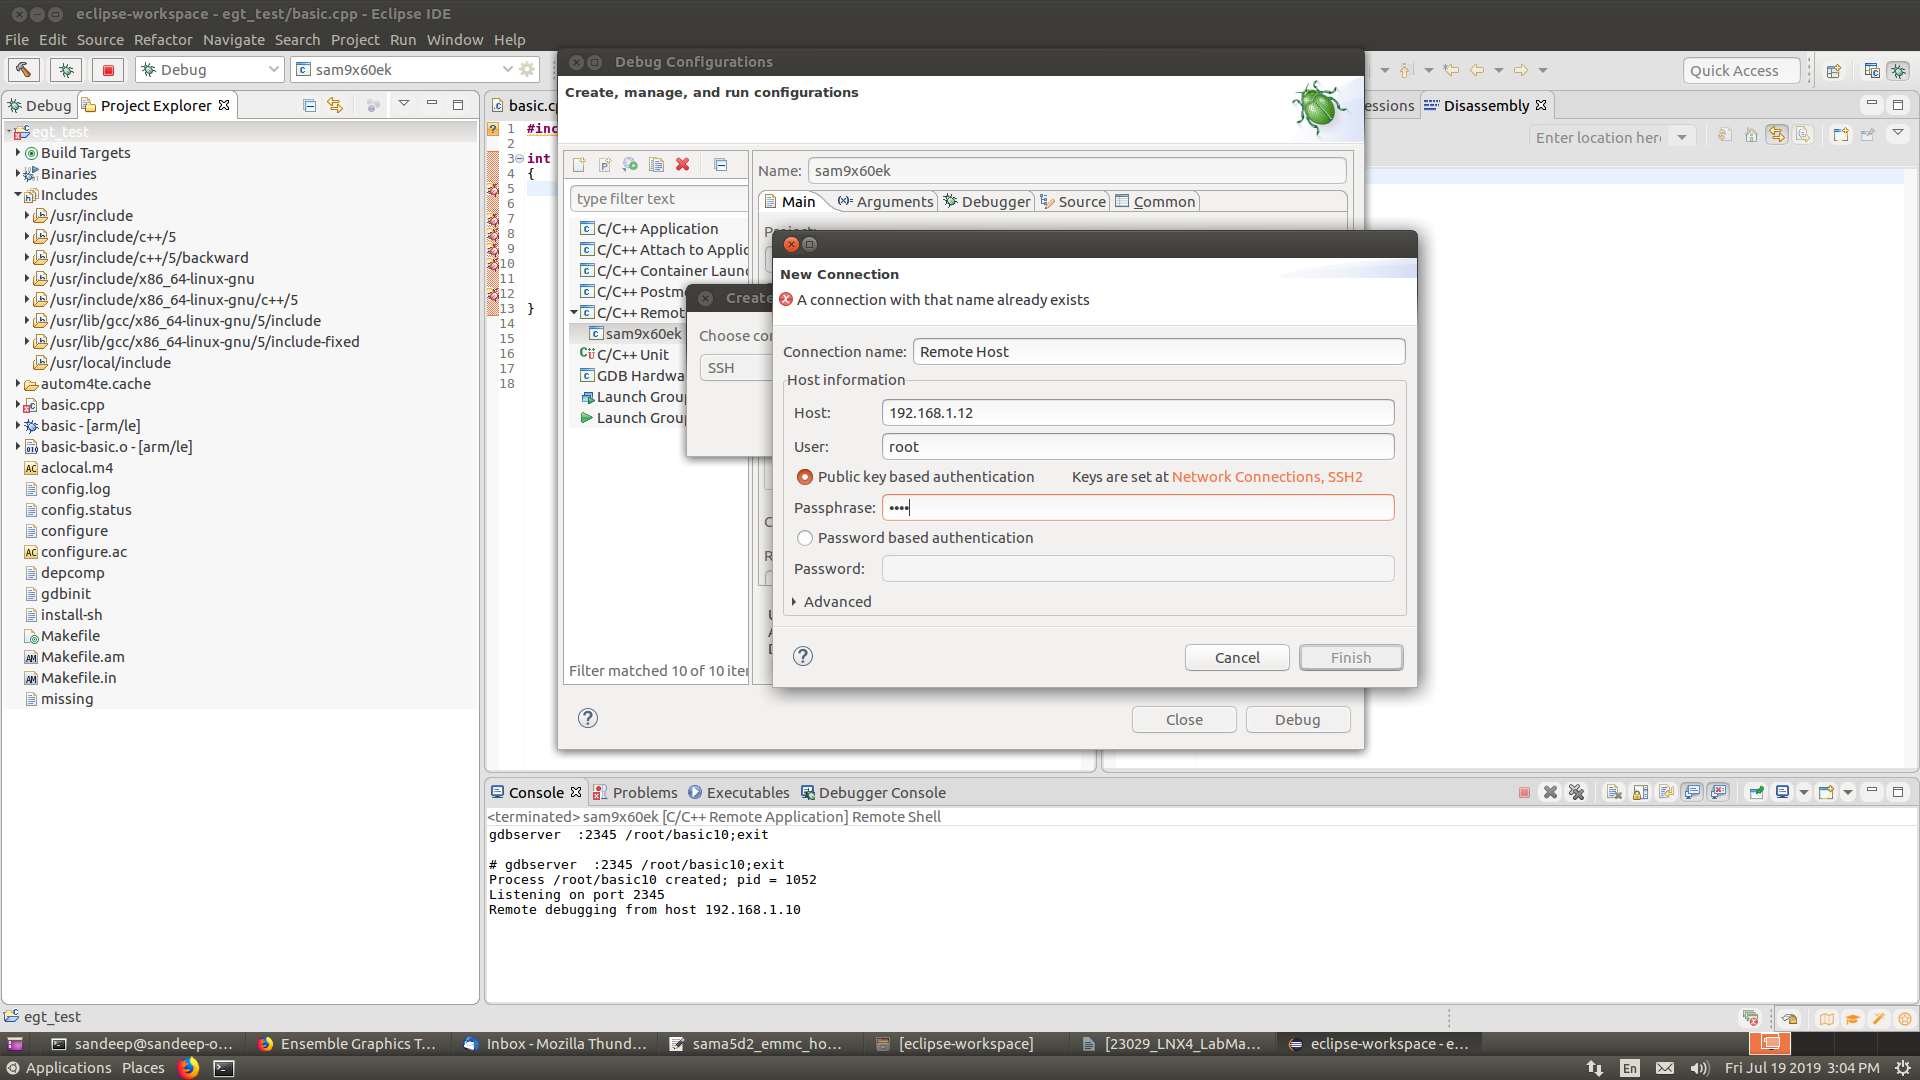 eclipse-workspace - egt_test/basic.cpp - Eclipse IDE
File Edit Source Refactor Navigate Search Project Run Window Help
Debug
sam9x60ek
Quick Access
Debug
Project Explorer
egt_test
Build Targets
Binaries
Includes
/usr/include
/usr/include/c++/5
/usr/include/c++/5/backward
/usr/include/x86_64-linux-gnu
/usr/include/x86_64-linux-gnu/c++/5
/usr/lib/gcc/x86_64-linux-gnu/5/include
/usr/lib/gcc/x86_64-linux-gnu/5/include-fixed
/usr/local/include
autom4te.cache
basic.cpp
basic - [arm/le]
basic-basic.o - [arm/le]
aclocal.m4
config.log
config.status
configure
configure.ac
depcomp
gdbinit
install-sh
Makefile
Makefile.am
Makefile.in
missing
basic.c
1 #inc
2
3 int
4 {
5
6
7
8
9
10
11
12
13 }
14
15
16
17
18
Debug Configurations
Create, manage, and run configurations
type filter text
C/C++ Application
C/C++ Attach to Applic
C/C++ Container Launc
C/C++ Postm
C/C++ Remot
sam9x60ek
C/C++ Unit
GDB Hardwa
Launch Grou
Launch Grou
Filter matched 10 of 10 iter
Name: sam9x60ek
Main Arguments Debugger Source Common
Close Debug
Create
Choose co
SSH
New Connection
A connection with that name already exists
Connection name: Remote Host
Host information
Host: 192.168.1.12
User: root
Public key based authentication Keys are set at Network Connections, SSH2
Passphrase: ••••
Password based authentication
Password:
Advanced
Cancel Finish
essions Disassembly
Enter location her
Console Problems Executables Debugger Console
<terminated> sam9x60ek [C/C++ Remote Application] Remote Shell
gdbserver :2345 /root/basic10;exit
# gdbserver :2345 /root/basic10;exit
Process /root/basic10 created; pid = 1052
Listening on port 2345
Remote debugging from host 192.168.1.10
egt_test
sandeep@sandeep-o... Ensemble Graphics T... Inbox - Mozilla Thund... sama5d2_emmc_ho... [eclipse-workspace] [23029_LNX4_LabMa... eclipse-workspace - e...
Applications Places En Fri Jul 19 2019 3:04 PM